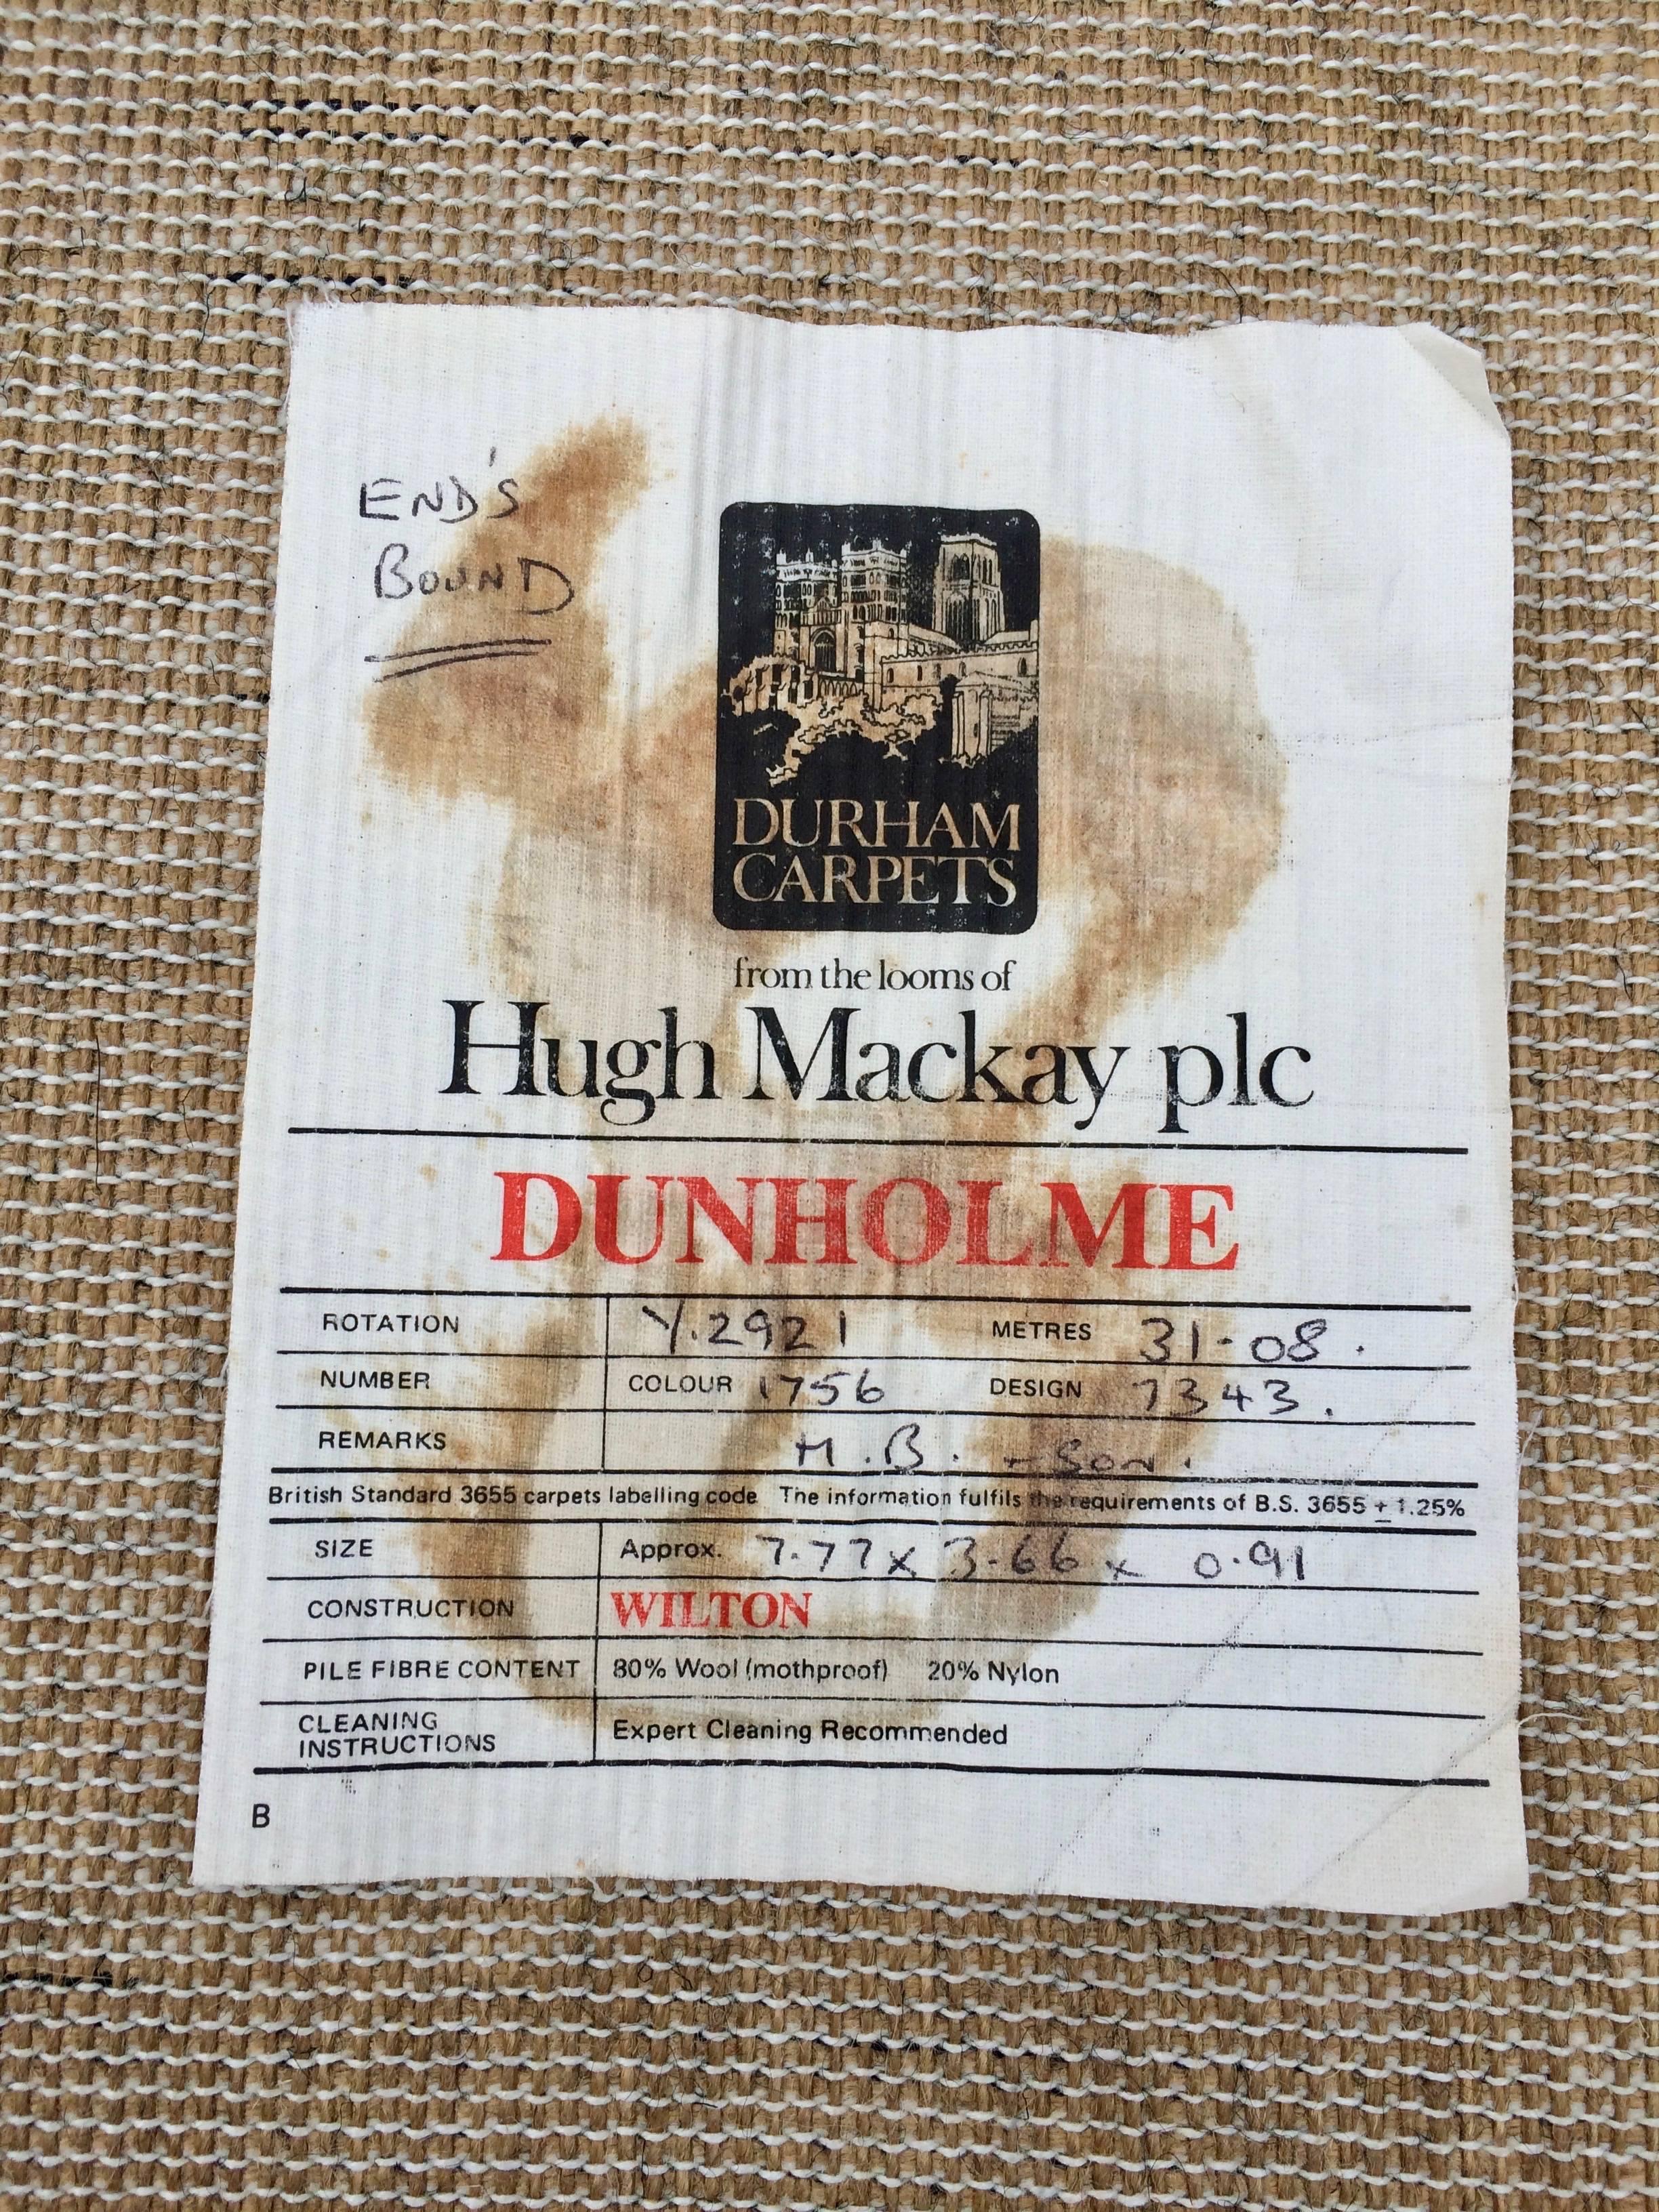 END'S
BOUND
DURHAM
CARPETS
from the looms of
Hugh Mackay plc
DUNHOLME
ROTATION Y.2921 METRES 31-08.
NUMBER COLOUR 1756 DESIGN 7343.
REMARKS M.B. + SON.
British Standard 3655 carpets labelling code The information fulfils the requirements of B.S. 3655 ± 1.25%
SIZE Approx. 7.77 x 3.66 x 0.91
CONSTRUCTION WILTON
PILE FIBRE CONTENT 80% Wool (mothproof) 20% Nylon
CLEANING
INSTRUCTIONS Expert Cleaning Recommended
B